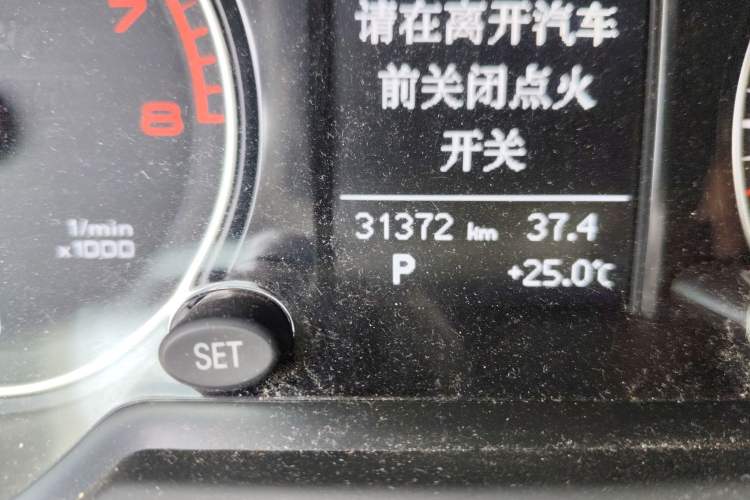 7
8
1/min
x1000
请在离开汽车
前关闭点火
开关
31372 km 37.4
P +25.0℃
SET